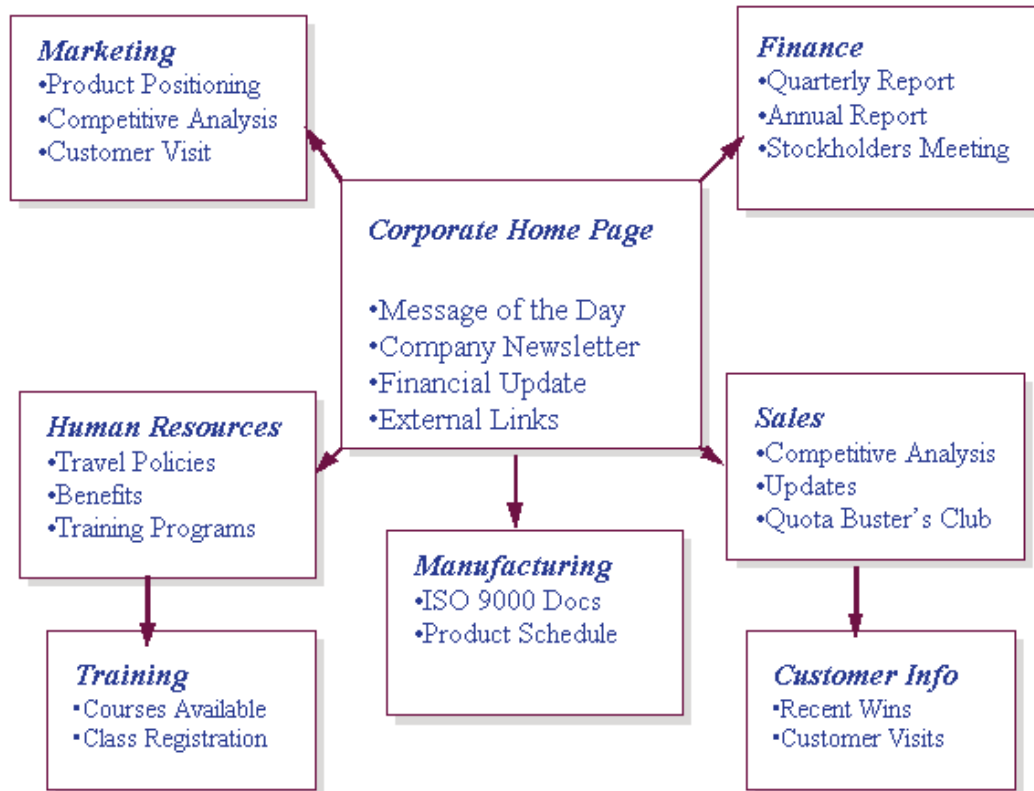 Marketing
•Product Positioning
•Competitive Analysis
•Customer Visit
Finance
•Quarterly Report
•Annual Report
•Stockholders Meeting
Corporate Home Page
•Message of the Day
•Company Newsletter
•Financial Update
•External Links
Human Resources
•Travel Policies
•Benefits
•Training Programs
Sales
•Competitive Analysis
•Updates
•Quota Buster’s Club
Manufacturing
•ISO 9000 Docs
•Product Schedule
Training
•Courses Available
•Class Registration
Customer Info
•Recent Wins
•Customer Visits